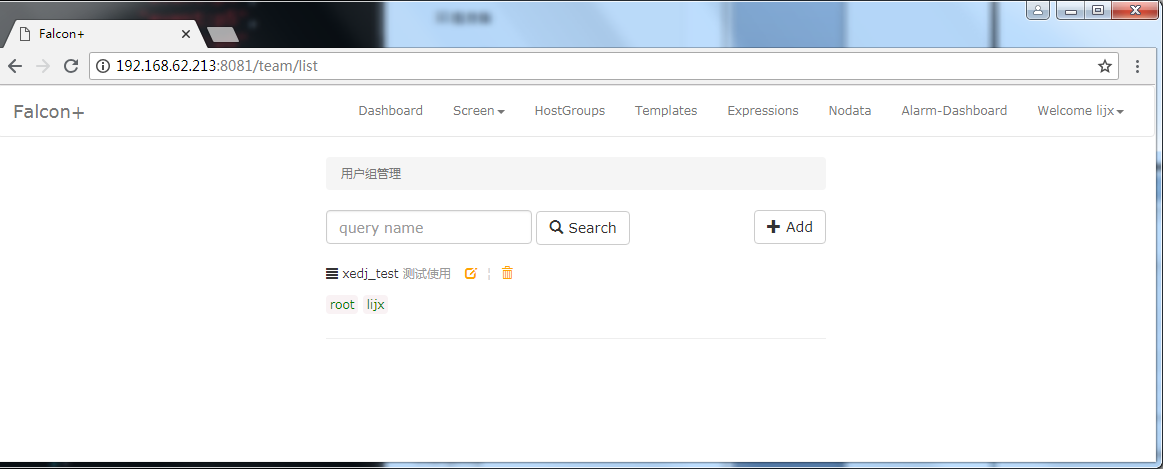 Falcon+
192.168.62.213:8081/team/list
Falcon+ Dashboard Screen HostGroups Templates Expressions Nodata Alarm-Dashboard Welcome lijx
用户组管理
query name Search Add
xedj_test 测试使用
root lijx